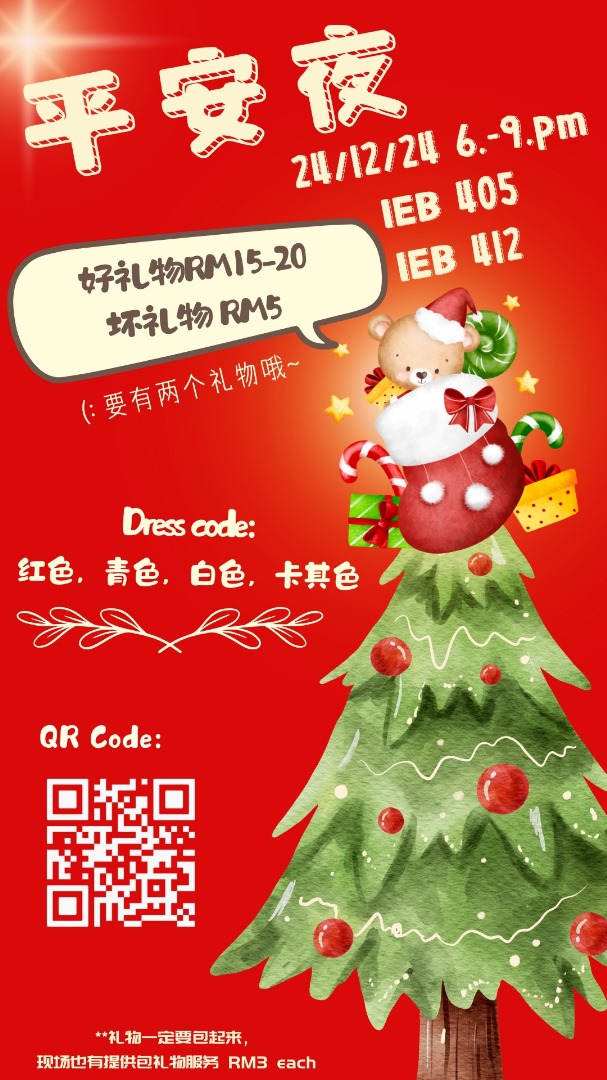 平安夜
24/12/24 6.-9.pm
IEB 405
IEB 412
好礼物RM15-20
坏礼物 RM5
(: 要有两个礼物哦~
Dress code:
红色, 青色, 白色, 卡其色
QR Code:
**礼物一定要包起来,
现场也有提供包礼物服务 RM3 each